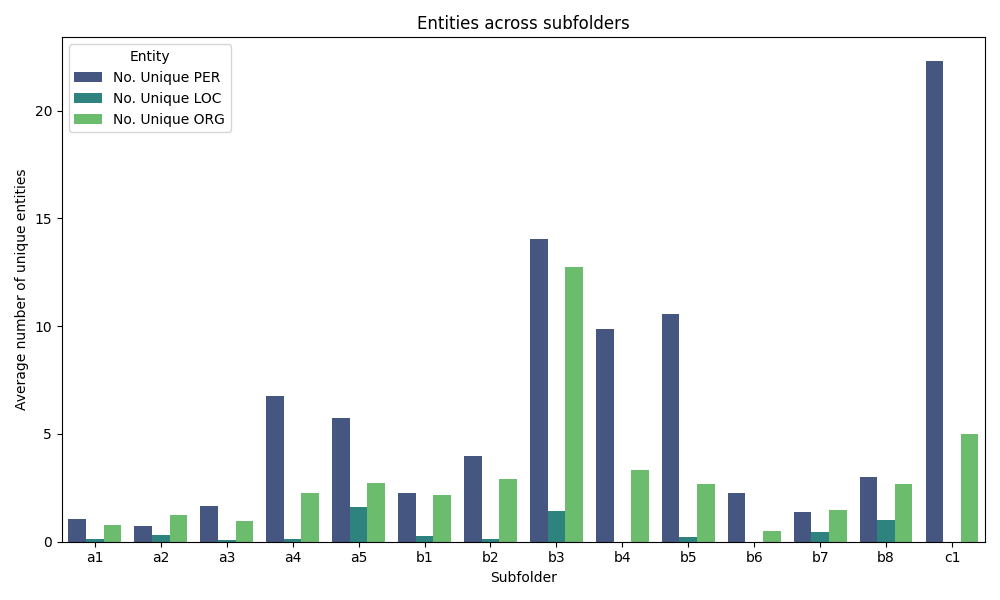 Entities across subfolders
Entity
No. Unique PER
No. Unique LOC
No. Unique ORG
Average number of unique entities
20
15
10
5
0
a1 a2 a3 a4 a5 b1 b2 b3 b4 b5 b6 b7 b8 c1
Subfolder